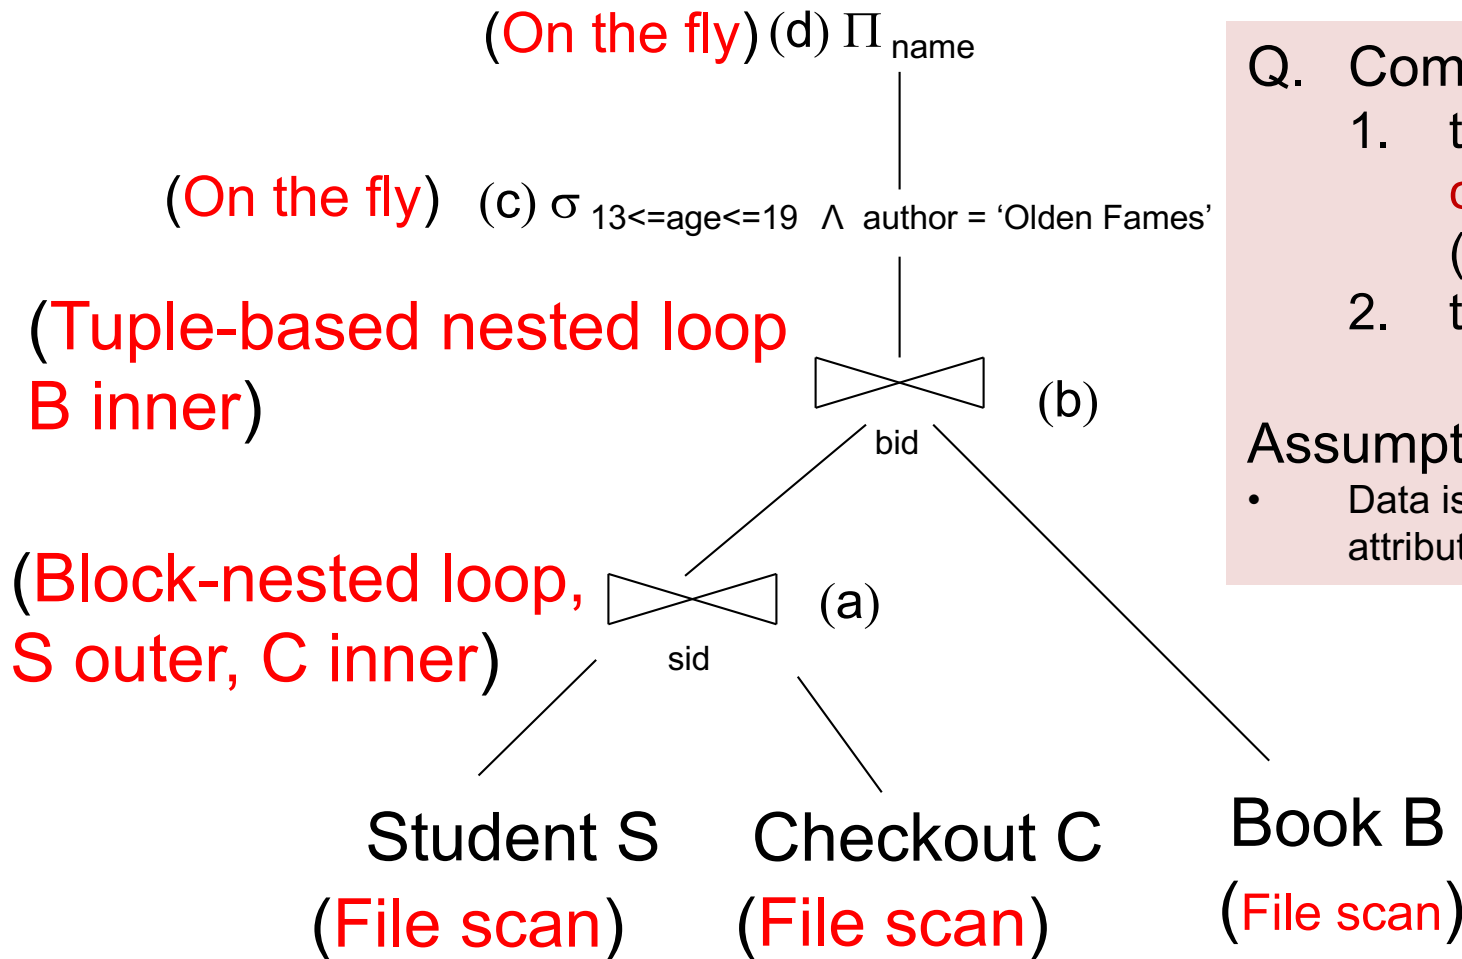 (On the fly) (d) Π name
(On the fly) (c) σ 13<=age<=19 Λ author = ‘Olden Fames’
(Tuple-based nested loop
B inner)
(b)
bid
(Block-nested loop,
S outer, C inner)
(a)
sid
Student S
(File scan)
Checkout C
(File scan)
Book B
(File scan)
Q. Com
1. t
(
2. t
Assumpt
• Data is
attribut